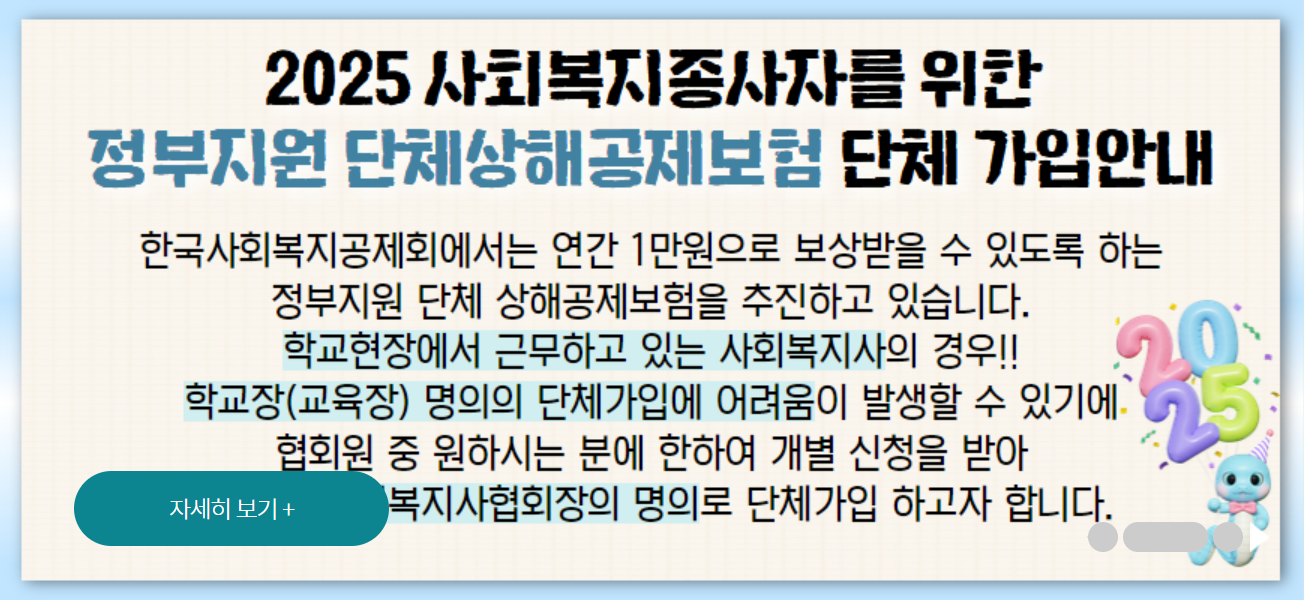 2025 사회복지종사자를 위한
정부지원 단체상해공제보험 단체 가입안내
한국사회복지공제회에서는 연간 1만원으로 보상받을 수 있도록 하는
정부지원 단체 상해공제보험을 추진하고 있습니다.
학교현장에서 근무하고 있는 사회복지사의 경우!!
학교장(교육장) 명의의 단체가입에 어려움이 발생할 수 있기에
협회원 중 원하시는 분에 한하여 개별 신청을 받아
복지사협회장의 명의로 단체가입 하고자 합니다.
자세히 보기 +
20
25